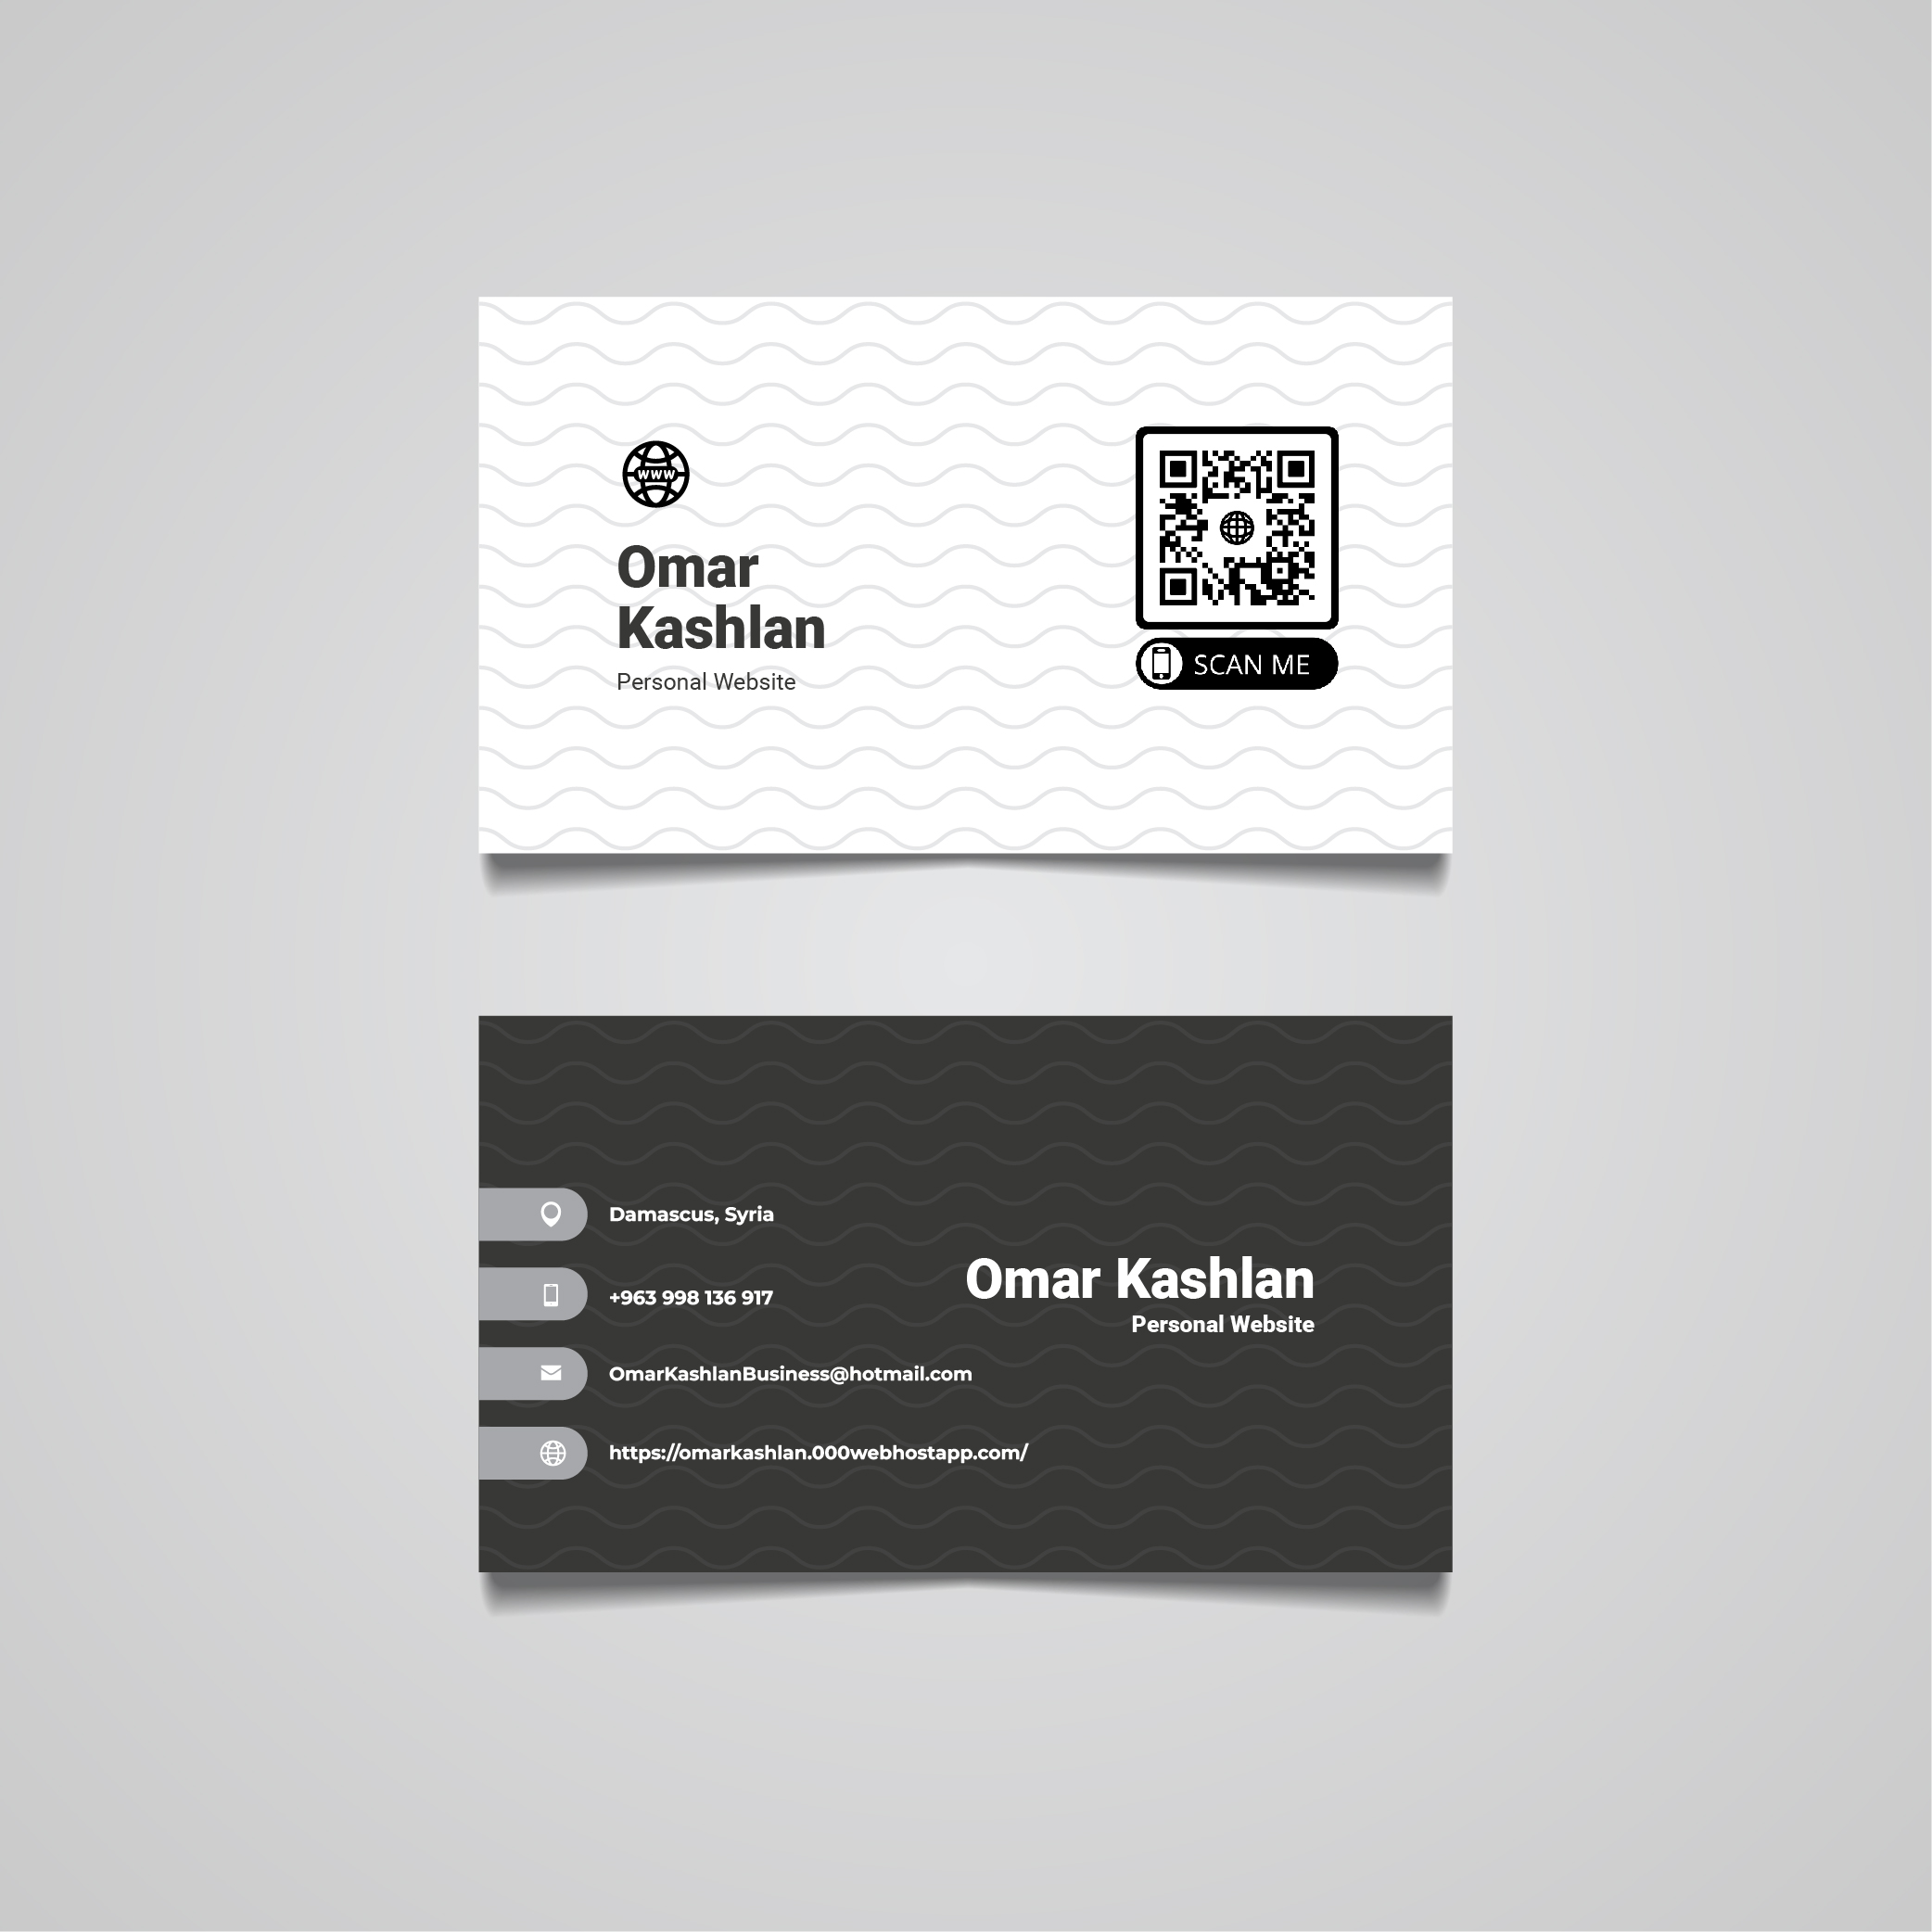 WWW
Omar
Kashlan
Personal Website
SCAN ME
Damascus, Syria
+963 998 136 917
OmarKashlanBusiness@hotmail.com
https://omarkashlan.000webhostapp.com/
Omar Kashlan
Personal Website